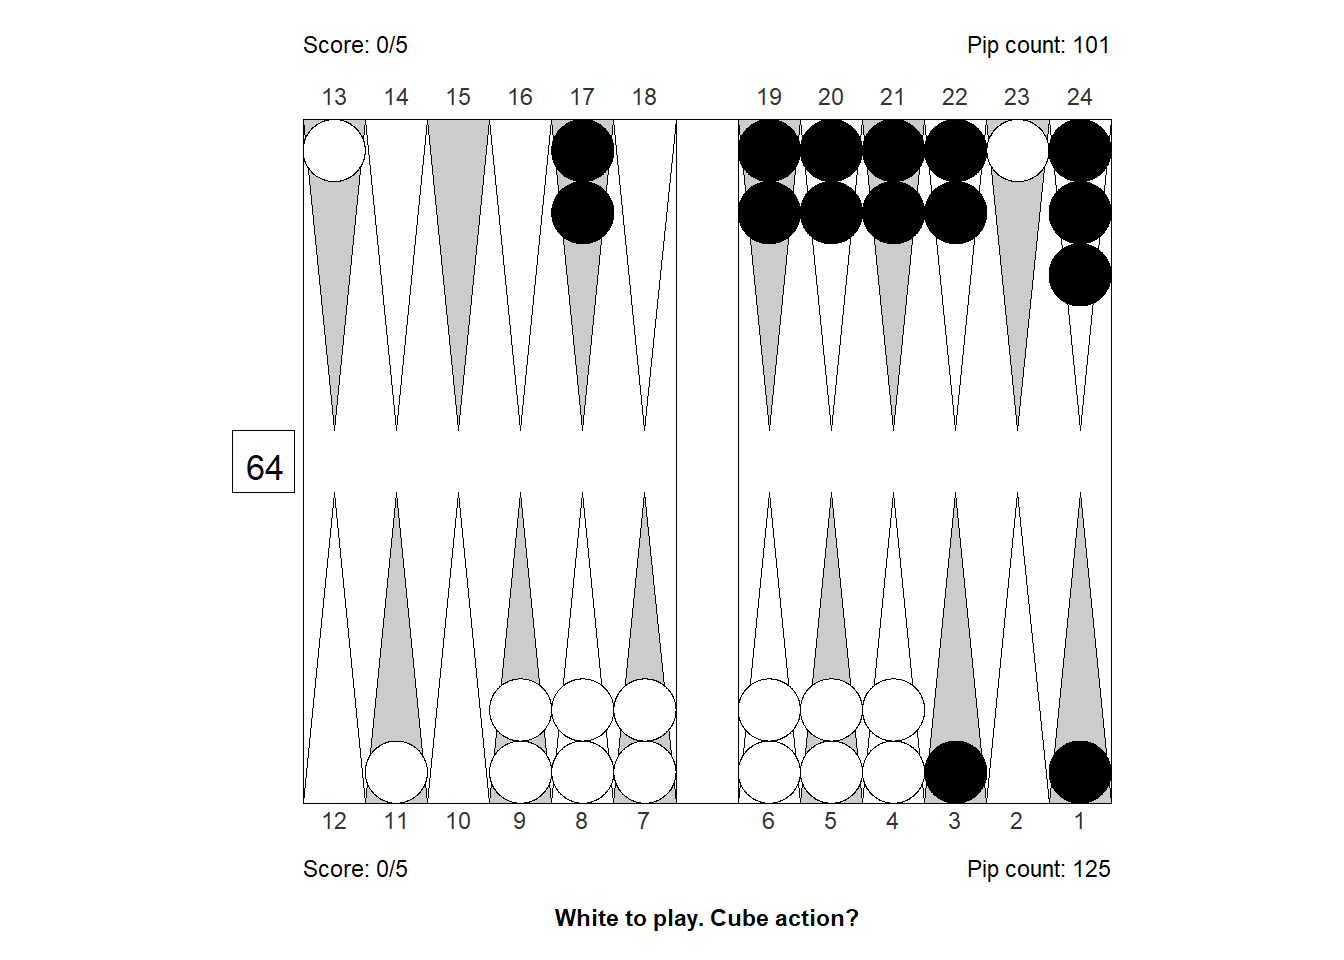 Score: 0/5 Pip count: 101
13 14 15 16 17 18 19 20 21 22 23 24
64
12 11 10 9 8 7 6 5 4 3 2 1
Score: 0/5 Pip count: 125
White to play. Cube action?